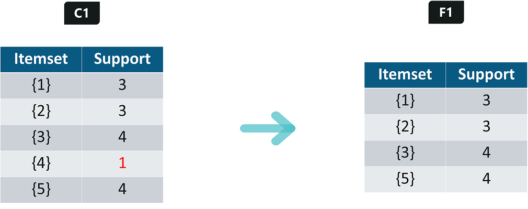 C1
Itemset Support
{1} 3
{2} 3
{3} 4
{4} 1
{5} 4
F1
Itemset Support
{1} 3
{2} 3
{3} 4
{5} 4